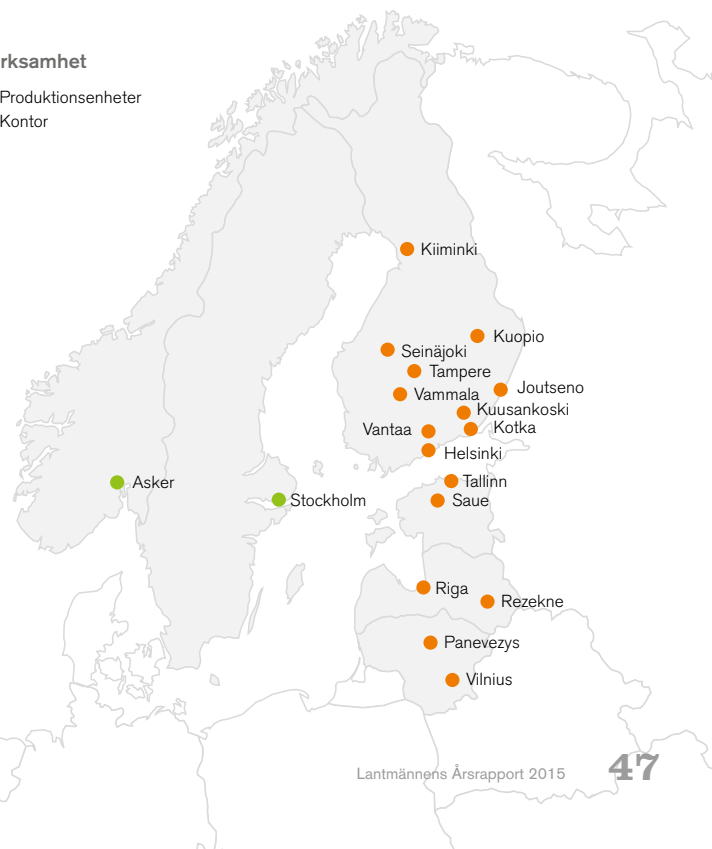 rksamhet
Produktionsenheter
Kontor
Kiiminki
Kuopio
Seinäjoki
Tampere
Joutseno
Vammala
Kuusankoski
Vantaa
Kotka
Helsinki
Asker
Tallinn
Stockholm
Saue
Riga
Rezekne
Panevezys
Vilnius
Lantmännens Årsrapport 2015 47